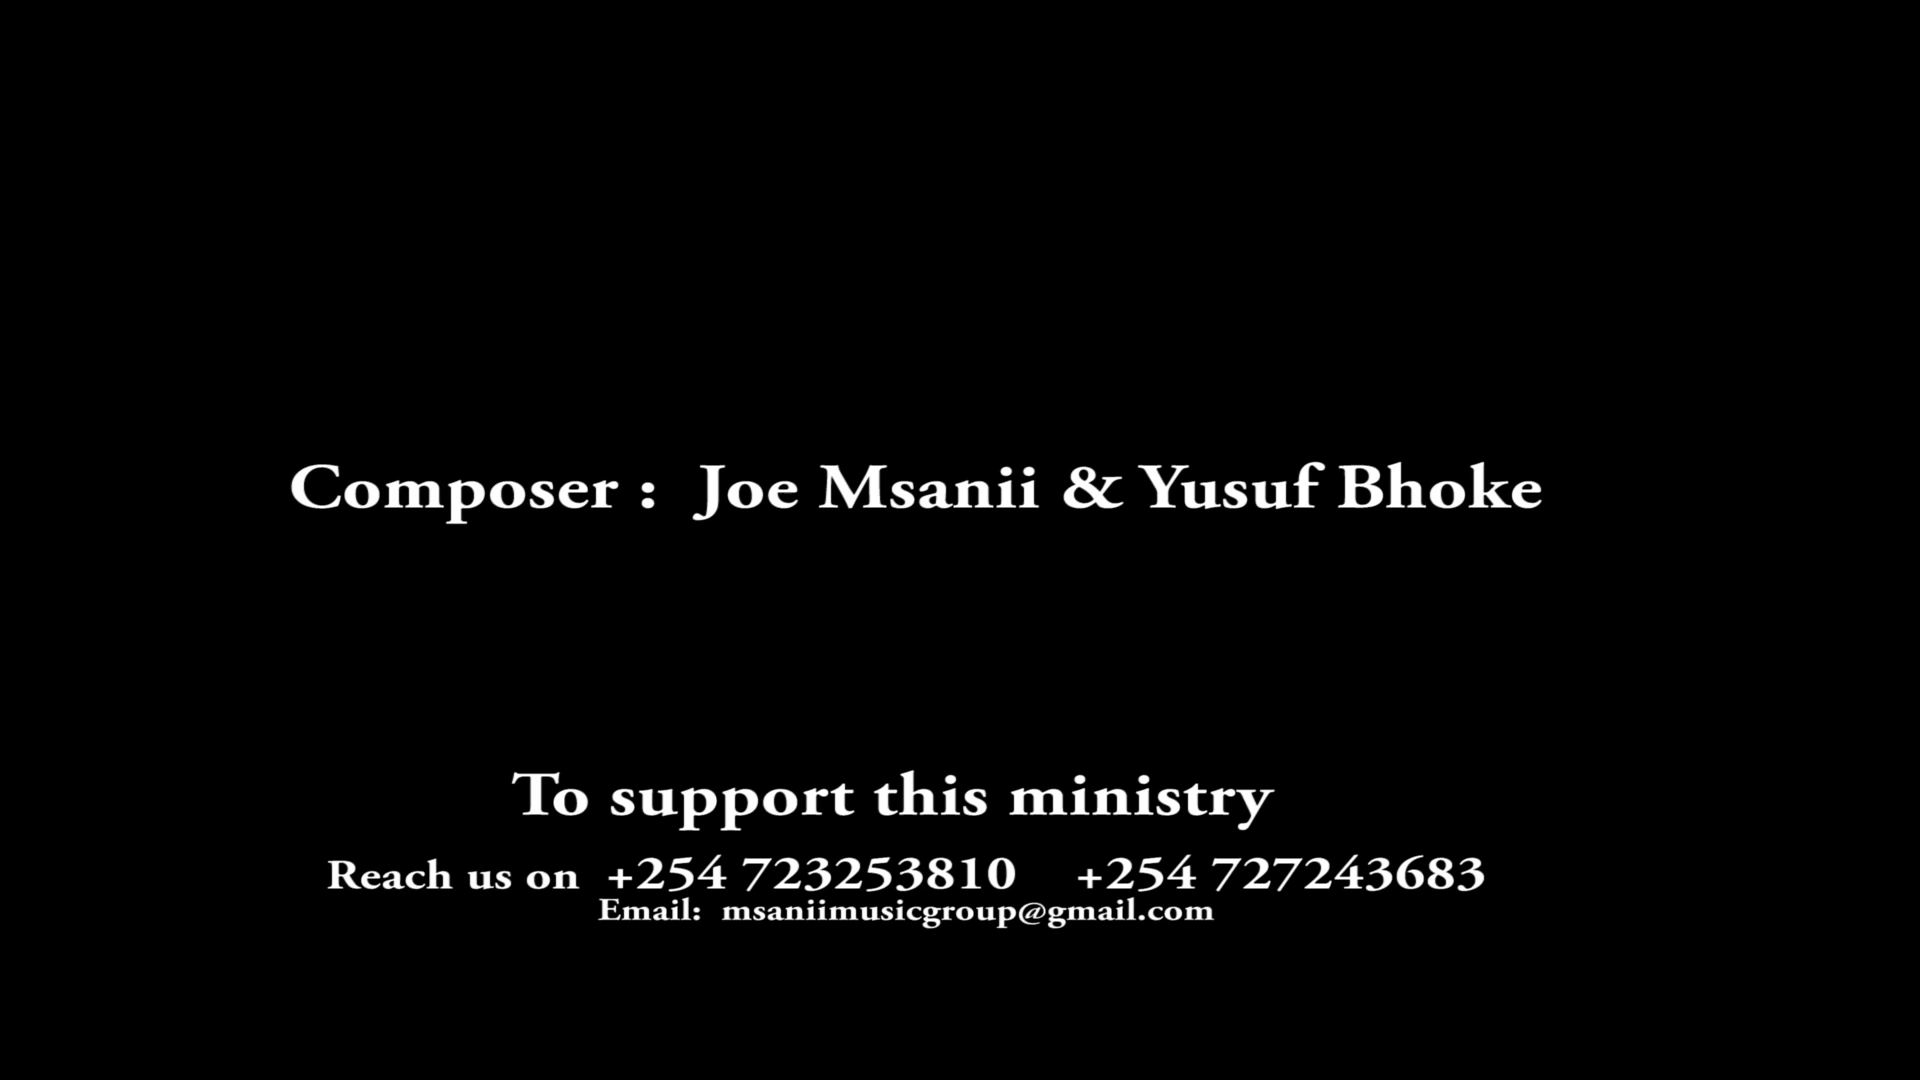 Composer : Joe Msanii & Yusuf Bhoke
To support this ministry
Reach us on +254 723253810 +254 727243683
Email: msaniimusicgroup@gmail.com